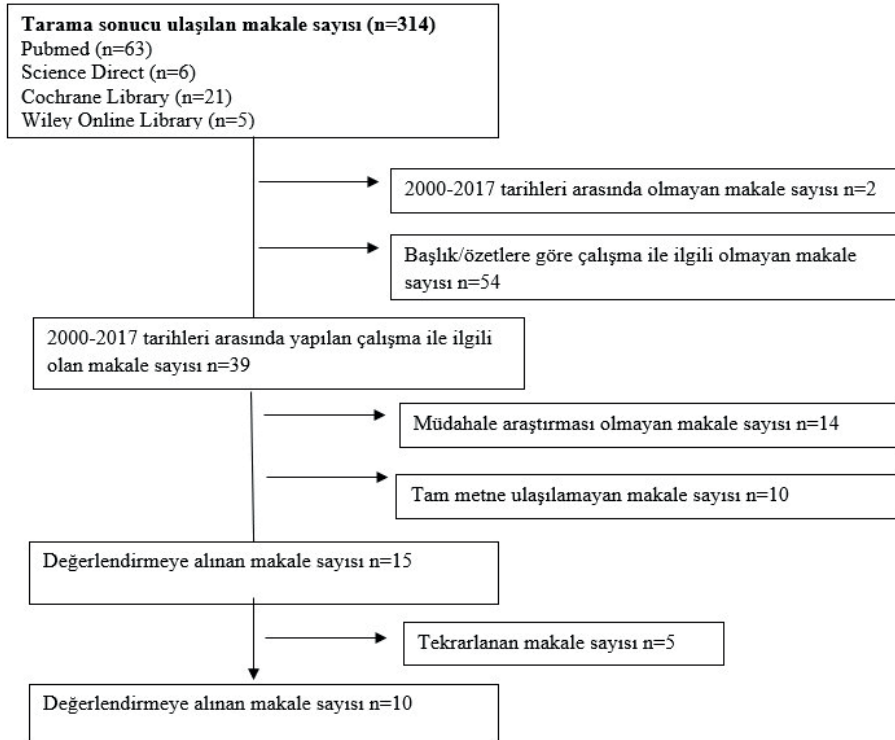 Tarama sonucu ulaşılan makale sayısı (n=314)
Pubmed (n=63)
Science Direct (n=6)
Cochrane Library (n=21)
Wiley Online Library (n=5)
2000-2017 tarihleri arasında olmayan makale sayısı n=2
Başlık/özetlere göre çalışma ile ilgili olmayan makale
sayısı n=54
2000-2017 tarihleri arasında yapılan çalışma ile ilgili
olan makale sayısı n=39
Müdahale araştırması olmayan makale sayısı n=14
Tam metne ulaşılamayan makale sayısı n=10
Değerlendirmeye alınan makale sayısı n=15
Tekrarlanan makale sayısı n=5
Değerlendirmeye alınan makale sayısı n=10